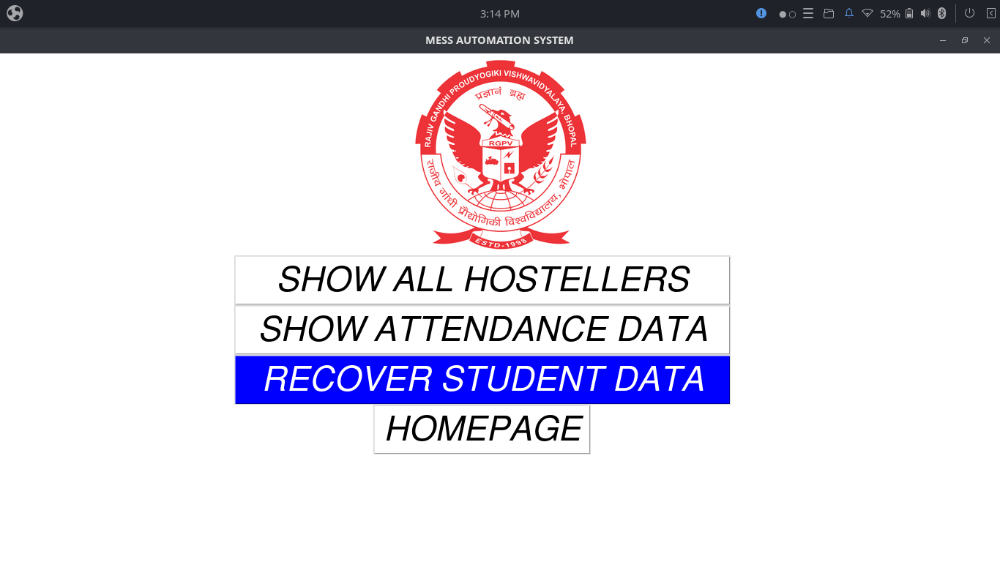 3:14 PM
52%
MESS AUTOMATION SYSTEM
RAJIV GANDHI PROUDYOGIKI VISHWAVIDYALAYA, BHOPAL
प्रज्ञानं ब्रह्म
RGPV
राजीव गांधी प्रौद्योगिकी विश्वविद्यालय, भोपाल
ESTD-1998
SHOW ALL HOSTELLERS
SHOW ATTENDANCE DATA
RECOVER STUDENT DATA
HOMEPAGE